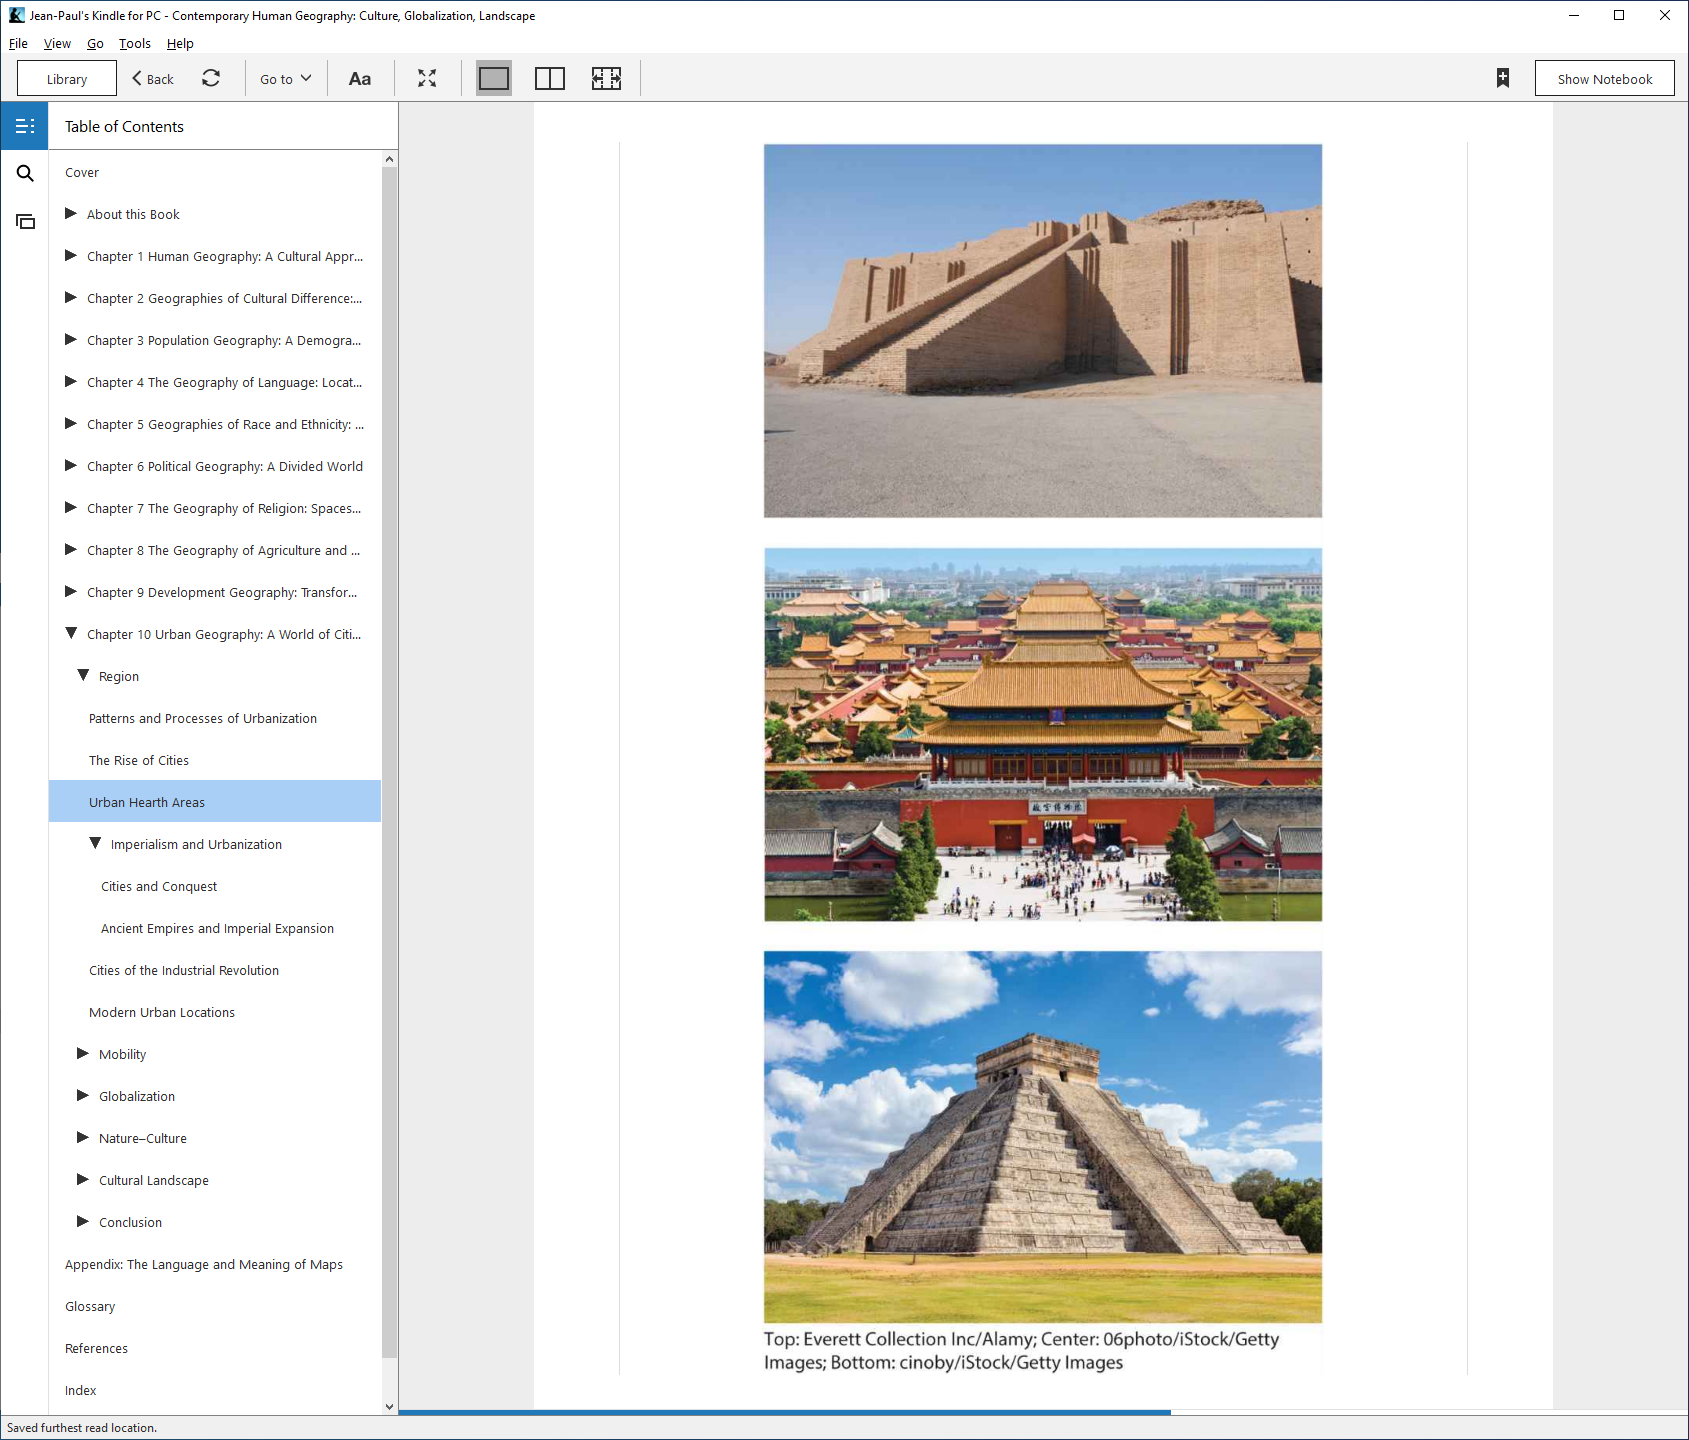 Jean-Paul's Kindle for PC - Contemporary Human Geography: Culture, Globalization, Landscape
File View Go Tools Help
Library Back Go to Aa Show Notebook
Table of Contents
Cover
About this Book
Chapter 1 Human Geography: A Cultural Appr...
Chapter 2 Geographies of Cultural Difference:...
Chapter 3 Population Geography: A Demogra...
Chapter 4 The Geography of Language: Locat...
Chapter 5 Geographies of Race and Ethnicity: ...
Chapter 6 Political Geography: A Divided World
Chapter 7 The Geography of Religion: Spaces...
Chapter 8 The Geography of Agriculture and ...
Chapter 9 Development Geography: Transfor...
Chapter 10 Urban Geography: A World of Citi...
Region
Patterns and Processes of Urbanization
The Rise of Cities
Urban Hearth Areas
Imperialism and Urbanization
Cities and Conquest
Ancient Empires and Imperial Expansion
Cities of the Industrial Revolution
Modern Urban Locations
Mobility
Globalization
Nature–Culture
Cultural Landscape
Conclusion
Appendix: The Language and Meaning of Maps
Glossary
References
Index
故宫博物院
Top: Everett Collection Inc/Alamy; Center: 06photo/iStock/Getty
Images; Bottom: cinoby/iStock/Getty Images
Saved furthest read location.